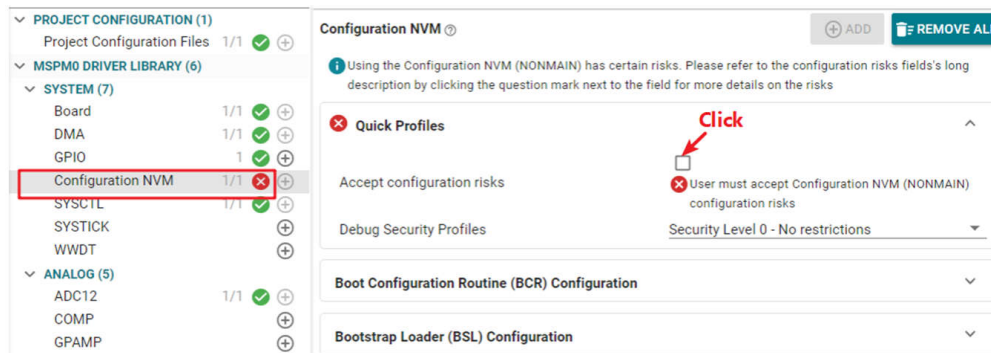 PROJECT CONFIGURATION (1)
Project Configuration Files 1/1
MSPM0 DRIVER LIBRARY (6)
SYSTEM (7)
Board 1/1
DMA 1/1
GPIO 1
Configuration NVM 1/1
SYSCTL 1/1
SYSTICK
WWDT
ANALOG (5)
ADC12 1/1
COMP
GPAMP
Configuration NVM
ADD
REMOVE ALL
Using the Configuration NVM (NONMAIN) has certain risks. Please refer to the configuration risks fields's long
description by clicking the question mark next to the field for more details on the risks
Quick Profiles
Click
Accept configuration risks
User must accept Configuration NVM (NONMAIN)
configuration risks
Debug Security Profiles
Security Level 0 - No restrictions
Boot Configuration Routine (BCR) Configuration
Bootstrap Loader (BSL) Configuration